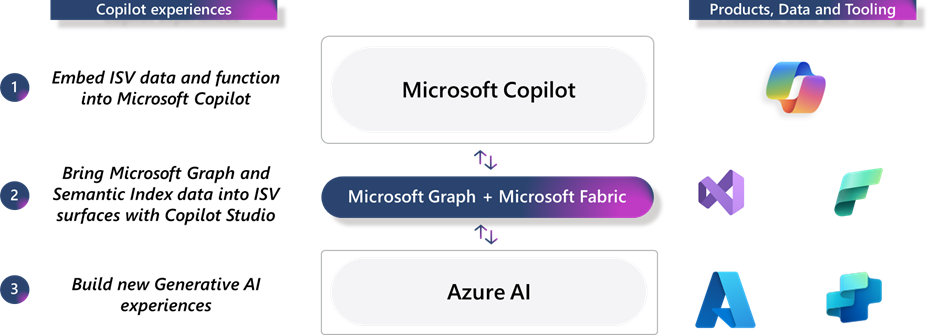 Copilot experiences
Products, Data and Tooling
1
Embed ISV data and function
into Microsoft Copilot
Microsoft Copilot
2
Bring Microsoft Graph and
Semantic Index data into ISV
surfaces with Copilot Studio
Microsoft Graph + Microsoft Fabric
3
Build new Generative AI
experiences
Azure AI